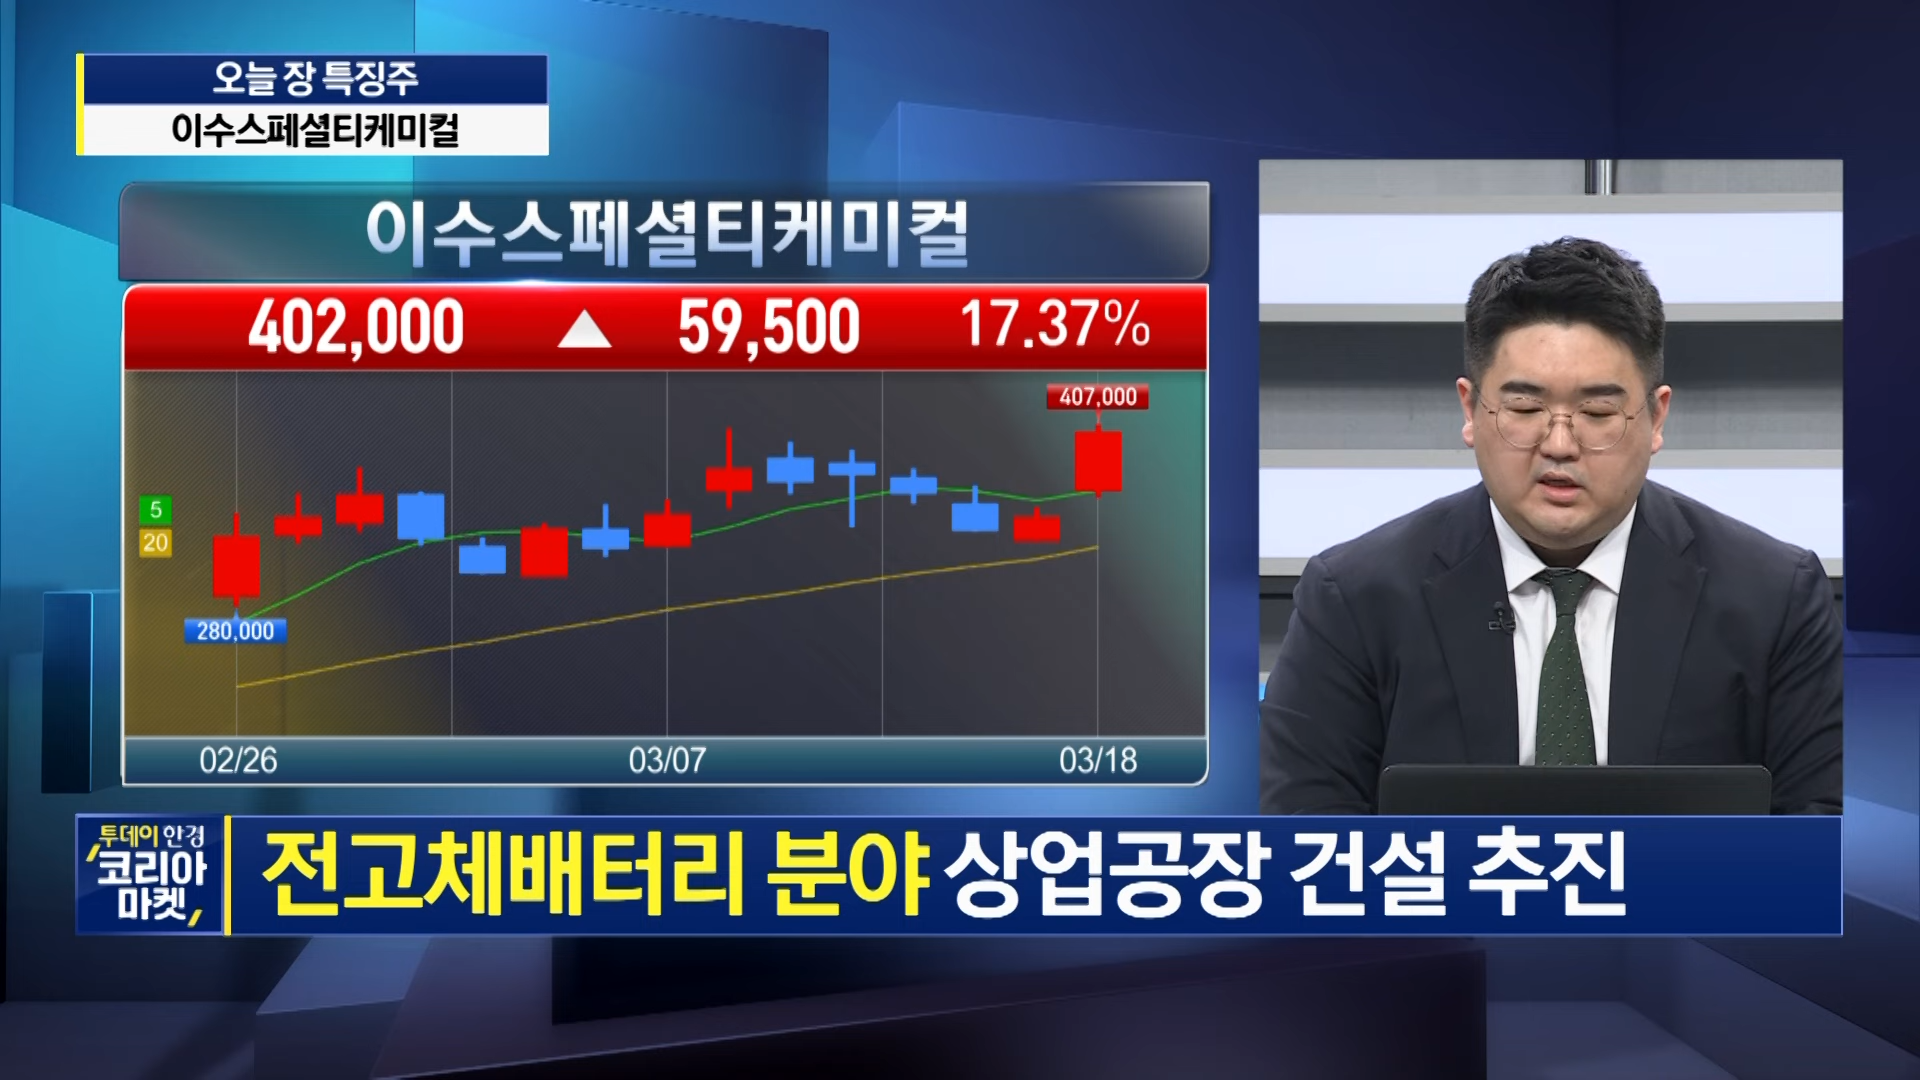 오늘 장 특징주
이수스페셜티케미컬
이수스페셜티케미컬
402,000 ▲ 59,500 17.37%
407,000
5
20
280,000
02/26 03/07 03/18
투데이 한경
코리아
마켓
전고체배터리 분야 상업공장 건설 추진